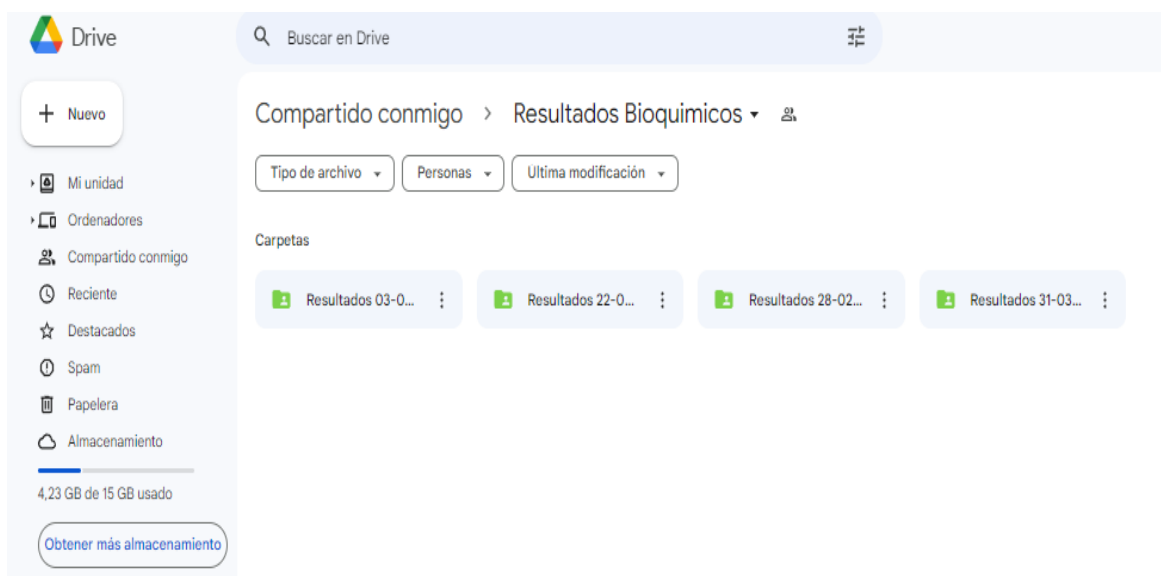 Drive
Buscar en Drive
Nuevo
Compartido conmigo > Resultados Bioquimicos
Tipo de archivo
Personas
Última modificación
Mi unidad
Ordenadores
Compartido conmigo
Reciente
Destacados
Spam
Papelera
Almacenamiento
4,23 GB de 15 GB usado
Obtener más almacenamiento
Carpetas
Resultados 03-0...
Resultados 22-0...
Resultados 28-02...
Resultados 31-03...